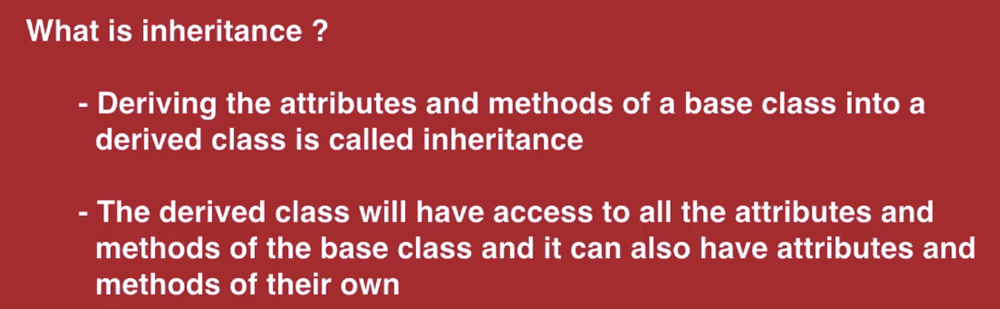 What is inheritance ?
- Deriving the attributes and methods of a base class into a
derived class is called inheritance
- The derived class will have access to all the attributes and
methods of the base class and it can also have attributes and
methods of their own